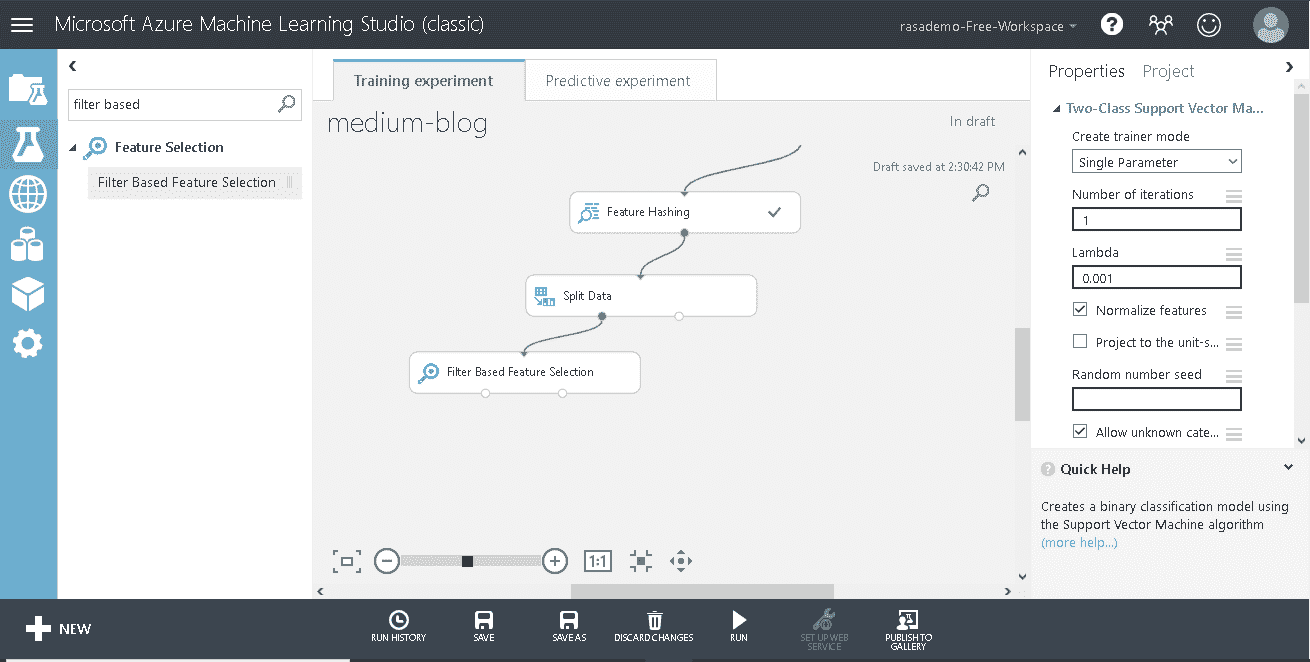 Microsoft Azure Machine Learning Studio (classic)
rasademo-Free-Workspace
?
filter based
Feature Selection
Filter Based Feature Selection
Training experiment
Predictive experiment
medium-blog
In draft
Draft saved at 2:30:42 PM
Feature Hashing
Split Data
Filter Based Feature Selection
1:1
Properties
Project
Two-Class Support Vector Ma...
Create trainer mode
Single Parameter
Number of iterations
1
Lambda
0.001
Normalize features
Project to the unit-s...
Random number seed
Allow unknown cate...
? Quick Help
Creates a binary classification model using
the Support Vector Machine algorithm
(more help...)
NEW
RUN HISTORY
SAVE
SAVE AS
DISCARD CHANGES
RUN
SET UP WEB
SERVICE
PUBLISH TO
GALLERY